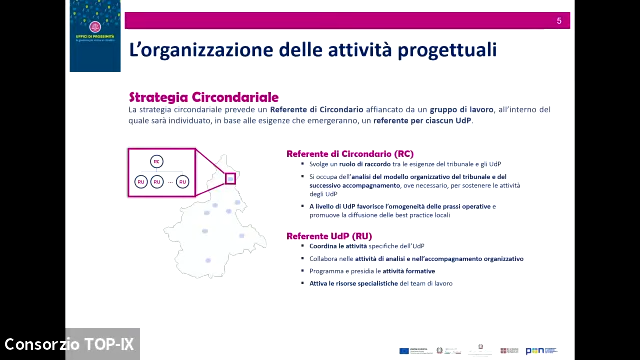 5
UFFICI DI PROSSIMITÀ
L'organizzazione delle attività progettuali
Strategia Circondariale
La strategia circondariale prevede un Referente di Circondario affiancato da un gruppo di lavoro, all'interno del
quale sarà individuato, in base alle esigenze che emergeranno, un referente per ciascun UdP.
RC
RU RU ... RU
Referente di Circondario (RC)
Svolge un ruolo di raccordo tra le esigenze del tribunale e gli UdP
Si occupa dell'analisi del modello organizzativo del tribunale e del
successivo accompagnamento, ove necessario, per sostenere le attività
degli UdP
A livello di UdP favorisce l'omogeneità delle prassi operative e
promuove la diffusione delle best practice locali
Referente UdP (RU)
Coordina le attività specifiche dell'UdP
Collabora nelle attività di analisi e nell'accompagnamento organizzativo
Programma e presidia le attività formative
Attiva le risorse specialistiche del team di lavoro
Consorzio TOP-IX
pon